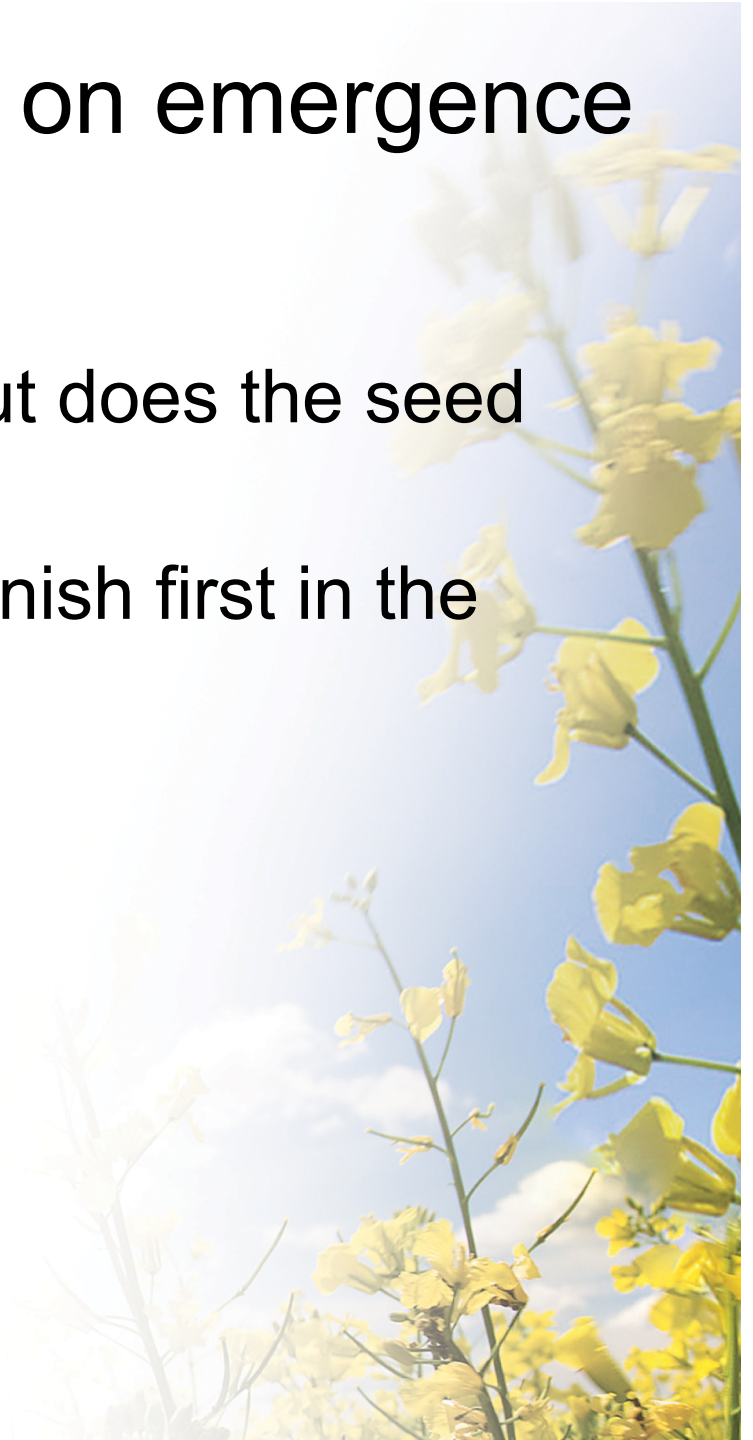 on emergence
ut does the seed
nish first in the